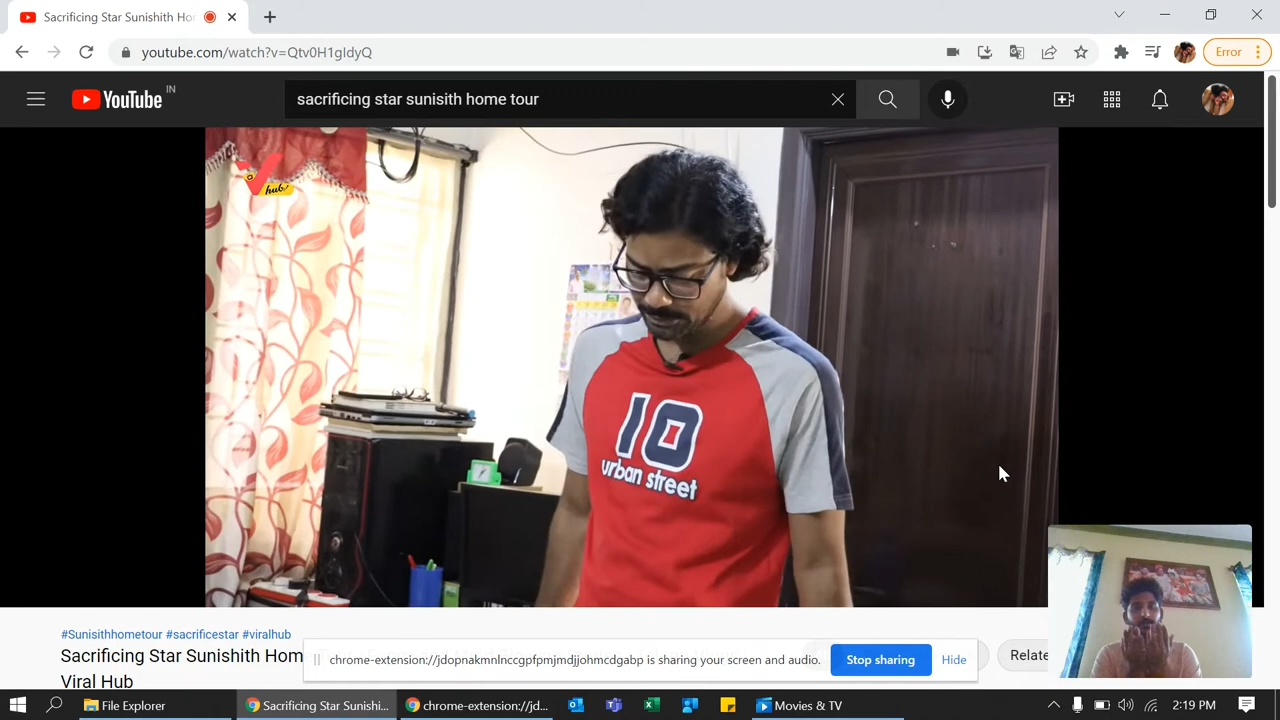 Sacrificing Star Sunishith Ho
youtube.com/watch?v=Qtv0H1gIdyQ
Error
YouTube IN
sacrificing star sunisith home tour
V
hub
10
urban street
#Sunisithhometour #sacrificestar #viralhub
Sacrificing Star Sunishith Hom
Viral Hub
chrome-extension://jdopnakmnlnccgpfpmjmdjjohmcdgabp is sharing your screen and audio.
Stop sharing
Hide
Relate
File Explorer
Sacrificing Star Sunishi...
chrome-extension://jd...
Movies & TV
2:19 PM